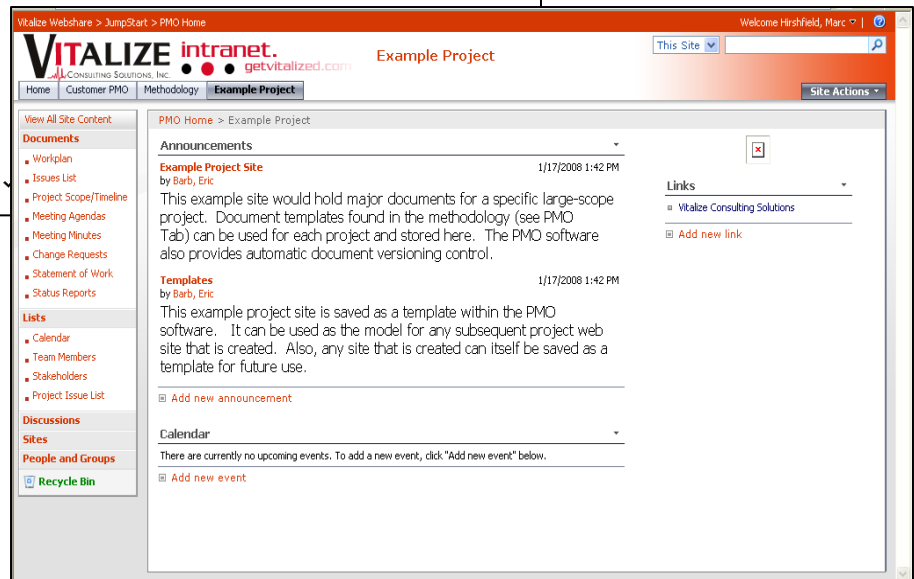 Vitalize Webshare > JumpStart > PMO Home
Welcome Hirshfield, Marc
VITALIZE intranet.
CONSULTING SOLUTIONS, INC.
getvitalized.com
Example Project
This Site
Home
Customer PMO
Methodology
Example Project
Site Actions
View All Site Content
Documents
Workplan
Issues List
Project Scope/Timeline
Meeting Agendas
Meeting Minutes
Change Requests
Statement of Work
Status Reports
Lists
Calendar
Team Members
Stakeholders
Project Issue List
Discussions
Sites
People and Groups
Recycle Bin
PMO Home > Example Project
Announcements
Example Project Site 1/17/2008 1:42 PM
by Barb, Eric
This example site would hold major documents for a specific large-scope
project. Document templates found in the methodology (see PMO
Tab) can be used for each project and stored here. The PMO software
also provides automatic document versioning control.
Templates 1/17/2008 1:42 PM
by Barb, Eric
This example project site is saved as a template within the PMO
software. It can be used as the model for any subsequent project web
site that is created. Also, any site that is created can itself be saved as a
template for future use.
Add new announcement
Calendar
There are currently no upcoming events. To add a new event, click "Add new event" below.
Add new event
Links
Vitalize Consulting Solutions
Add new link